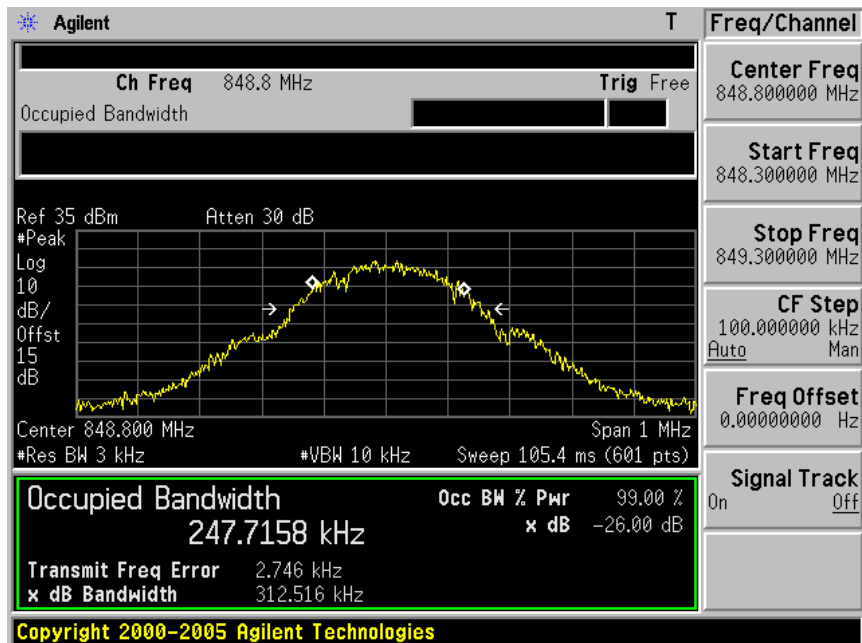 Agilent T
Freq/Channel
Ch Freq 848.8 MHz Trig Free
Occupied Bandwidth
Center Freq
848.800000 MHz
Start Freq
848.300000 MHz
Stop Freq
849.300000 MHz
CF Step
100.000000 kHz
Auto Man
Freq Offset
0.00000000 Hz
Signal Track
On Off
Ref 35 dBm Atten 30 dB
#Peak
Log
10
dB/
Offst
15
dB
Center 848.800 MHz Span 1 MHz
#Res BW 3 kHz #VBW 10 kHz Sweep 105.4 ms (601 pts)
Occupied Bandwidth
247.7158 kHz
Occ BW % Pwr 99.00 %
x dB -26.00 dB
Transmit Freq Error 2.746 kHz
x dB Bandwidth 312.516 kHz
Copyright 2000-2005 Agilent Technologies